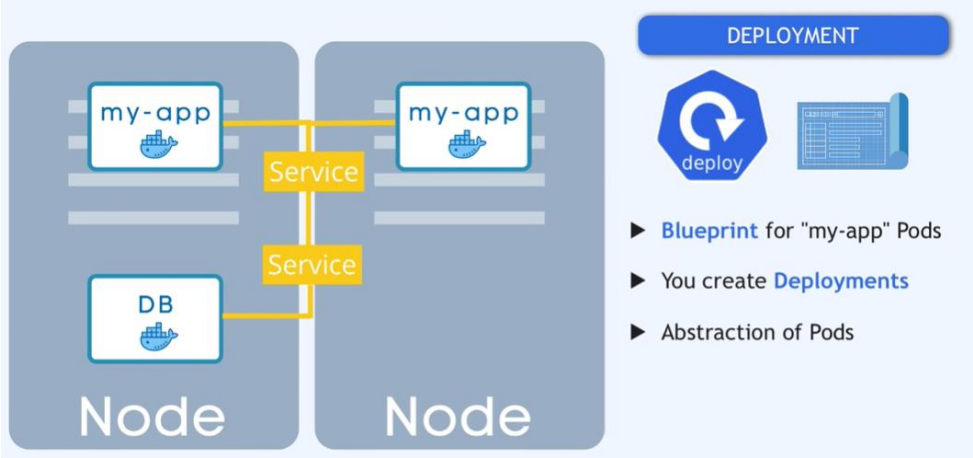 my-app
my-app
Service
Service
DB
Node
Node
DEPLOYMENT
deploy
Blueprint for "my-app" Pods
You create Deployments
Abstraction of Pods